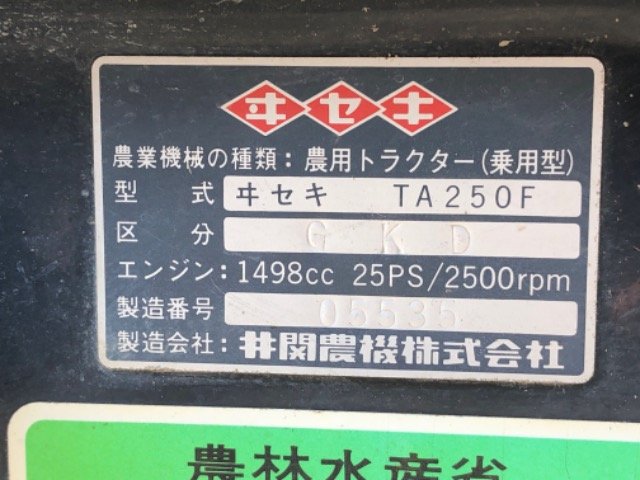 ヰセキ
農業機械の種類：農用トラクター(乗用型)
型式 ヰセキ TA250F
区分 GKD
エンジン：1498cc 25PS/2500rpm
製造番号 05535
製造会社：井関農機株式会社
農林水産省